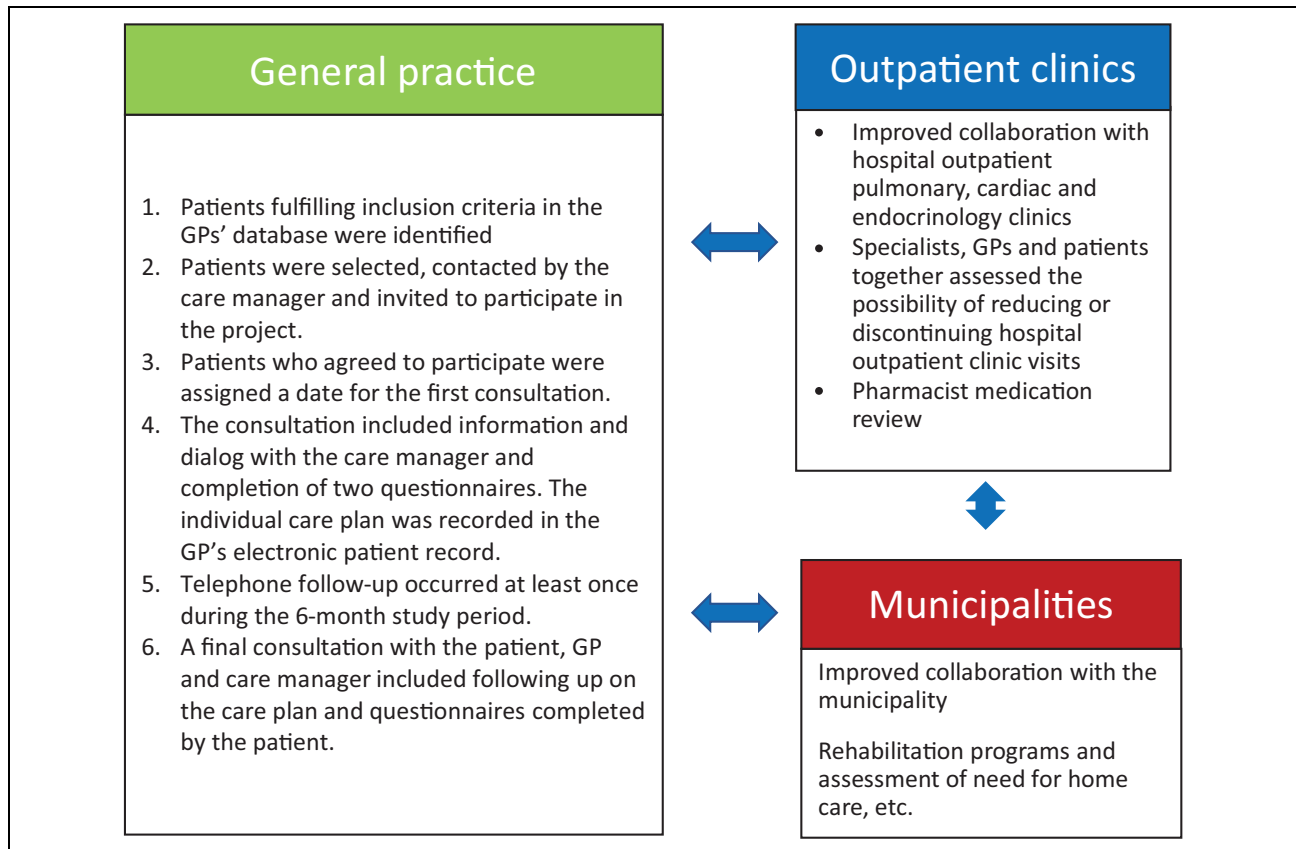 General practice
1. Patients fulfilling inclusion criteria in the
GPs’ database were identified
2. Patients were selected, contacted by the
care manager and invited to participate in
the project.
3. Patients who agreed to participate were
assigned a date for the first consultation.
4. The consultation included information and
dialog with the care manager and
completion of two questionnaires. The
individual care plan was recorded in the
GP’s electronic patient record.
5. Telephone follow-up occurred at least once
during the 6-month study period.
6. A final consultation with the patient, GP
and care manager included following up on
the care plan and questionnaires completed
by the patient.
Outpatient clinics
• Improved collaboration with
hospital outpatient
pulmonary, cardiac and
endocrinology clinics
• Specialists, GPs and patients
together assessed the
possibility of reducing or
discontinuing hospital
outpatient clinic visits
• Pharmacist medication
review
Municipalities
Improved collaboration with the
municipality
Rehabilitation programs and
assessment of need for home
care, etc.